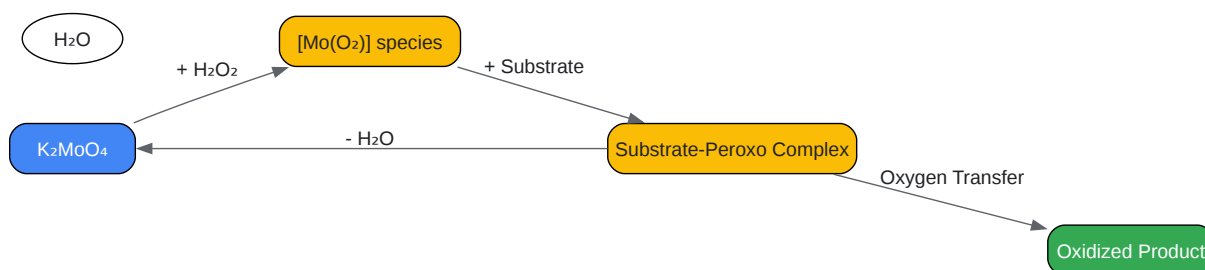 H₂O
[Mo(O₂)] species
+ H₂O₂
+ Substrate
K₂MoO₄
- H₂O
Substrate-Peroxo Complex
Oxygen Transfer
Oxidized Product